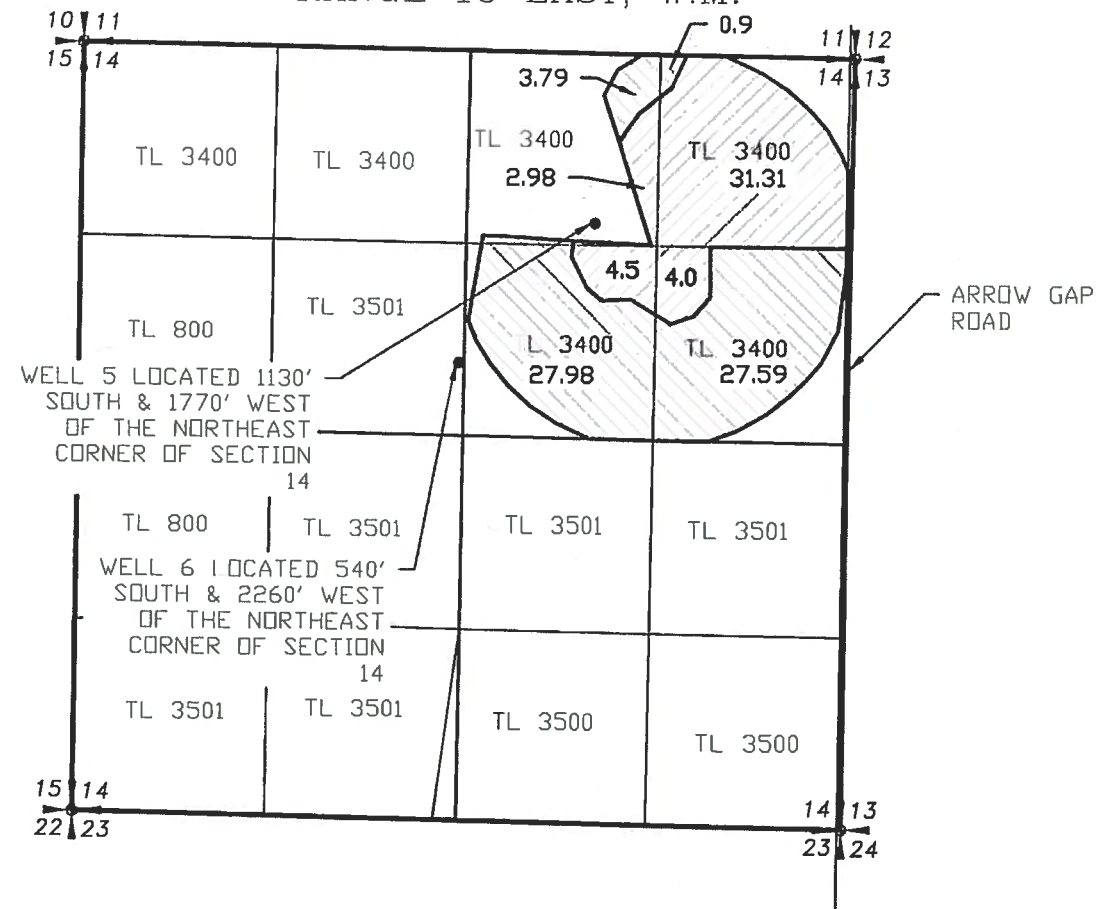 10 11
11 12
15 14
14 13
0.9
3.79
TL 3400
TL 3400
TL 3400
2.98
TL 3400
31.31
4.5
4.0
TL 800
TL 3501
L 3400
27.98
TL 3400
27.59
ARROW GAP
ROAD
WELL 5 LOCATED 1130'
SOUTH & 1770' WEST
OF THE NORTHEAST
CORNER OF SECTION
14
TL 800
TL 3501
TL 3501
TL 3501
WELL 6 LOCATED 540'
SOUTH & 2260' WEST
OF THE NORTHEAST
CORNER OF SECTION
14
TL 3501
TL 3501
TL 3500
TL 3500
15 14
14 13
22 23
23 24